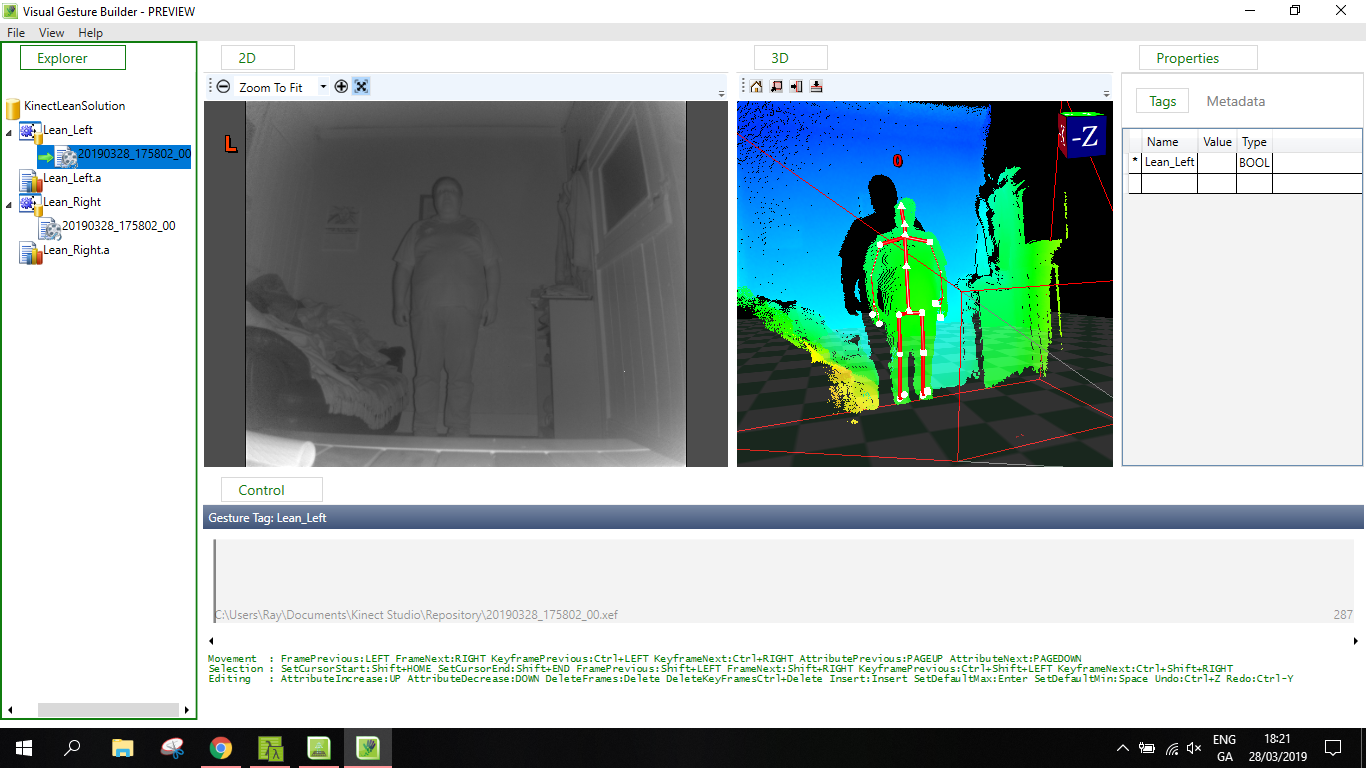 Visual Gesture Builder - PREVIEW
File View Help
Explorer
2D
3D
Properties
Zoom To Fit
Tags Metadata
KinectLeanSolution
Lean_Left
20190328_175802_00
Lean_Left.a
Lean_Right
20190328_175802_00
Lean_Right.a
L
0
-Z
Name Value Type
* Lean_Left BOOL
Control
Gesture Tag: Lean_Left
C:\Users\Ray\Documents\Kinect Studio\Repository\20190328_175802_00.xef 287
Movement : FramePrevious:LEFT FrameNext:RIGHT KeyframePrevious:Ctrl+LEFT KeyframeNext:Ctrl+RIGHT AttributePrevious:PAGEUP AttributeNext:PAGEDOWN
Selection : SetCursorStart:Shift+HOME SetCursorEnd:Shift+END FramePrevious:Shift+LEFT FrameNext:Shift+RIGHT KeyframePrevious:Ctrl+Shift+LEFT KeyframeNext:Ctrl+Shift+RIGHT
Editing : AttributeIncrease:UP AttributeDecrease:DOWN DeleteFrames:Delete DeleteKeyFramesCtrl+Delete Insert:Insert SetDefaultMax:Enter SetDefaultMin:Space Undo:Ctrl+Z Redo:Ctrl-Y
ENG
GA
18:21
28/03/2019